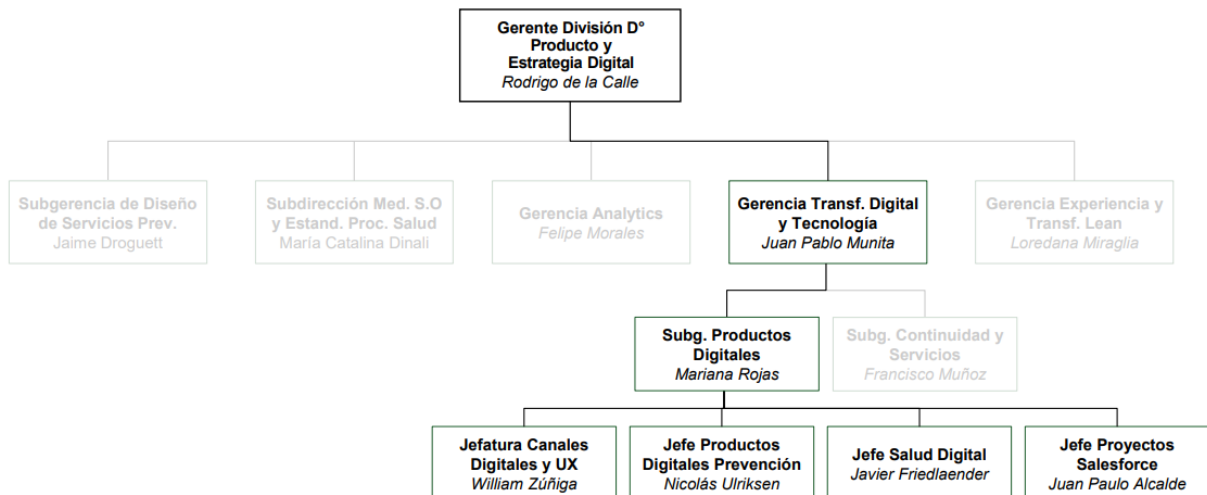 Gerente División D°
Producto y
Estrategia Digital
Rodrigo de la Calle
Subgerencia de Diseño
de Servicios Prev.
Jaime Droguett
Subdirección Med. S.O
y Estand. Proc. Salud
María Catalina Dinali
Gerencia Analytics
Felipe Morales
Gerencia Transf. Digital
y Tecnología
Juan Pablo Munita
Gerencia Experiencia y
Transf. Lean
Loredana Miraglia
Subg. Productos
Digitales
Mariana Rojas
Subg. Continuidad y
Servicios
Francisco Muñoz
Jefatura Canales
Digitales y UX
William Zúñiga
Jefe Productos
Digitales Prevención
Nicolás Ulriksen
Jefe Salud Digital
Javier Friedlaender
Jefe Proyectos
Salesforce
Juan Paulo Alcalde